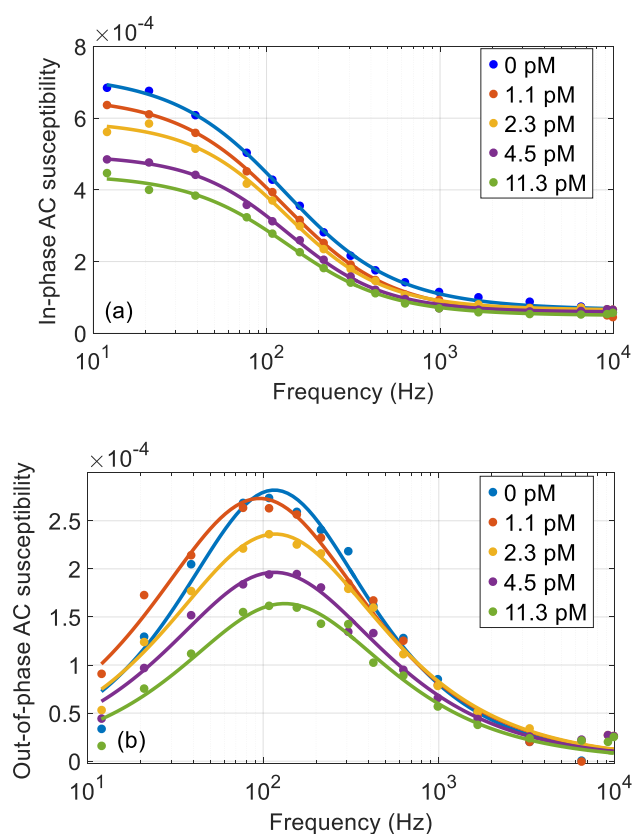 8
×10-4
6
4
2
0
In-phase AC susceptibility
0 pM
1.1 pM
2.3 pM
4.5 pM
11.3 pM
(a)
101 102 103 104
Frequency (Hz)
×10-4
2.5
2
1.5
1
0.5
0
Out-of-phase AC susceptibility
0 pM
1.1 pM
2.3 pM
4.5 pM
11.3 pM
(b)
101 102 103 104
Frequency (Hz)